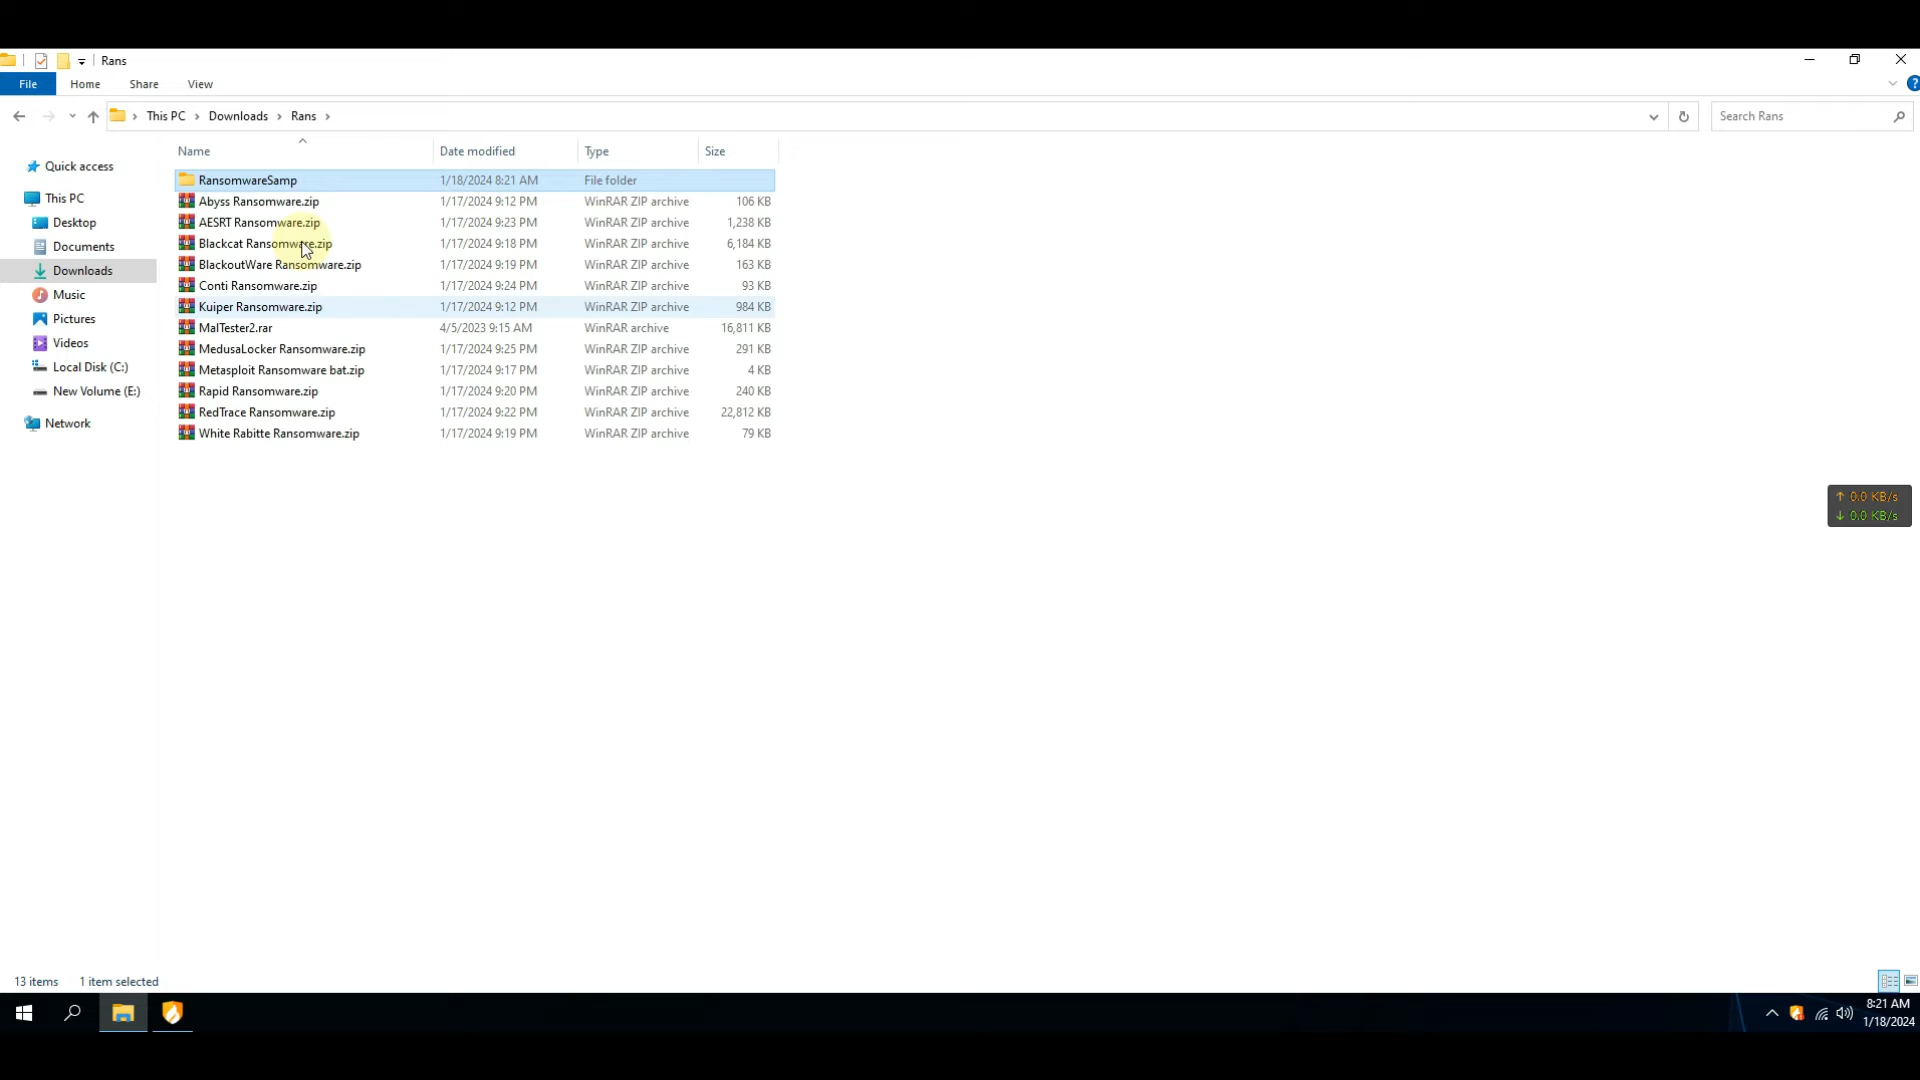 Rans
File Home Share View
This PC Downloads Rans Search Rans
Name Date modified Type Size
Quick access
This PC
Desktop
Documents
Downloads
Music
Pictures
Videos
Local Disk (C:)
New Volume (E:)
Network
RansomwareSamp 1/18/2024 8:21 AM File folder
Abyss Ransomware.zip 1/17/2024 9:12 PM WinRAR ZIP archive 106 KB
AESRT Ransomware.zip 1/17/2024 9:23 PM WinRAR ZIP archive 1,238 KB
Blackcat Ransomware.zip 1/17/2024 9:18 PM WinRAR ZIP archive 6,184 KB
BlackoutWare Ransomware.zip 1/17/2024 9:19 PM WinRAR ZIP archive 163 KB
Conti Ransomware.zip 1/17/2024 9:24 PM WinRAR ZIP archive 93 KB
Kuiper Ransomware.zip 1/17/2024 9:12 PM WinRAR ZIP archive 984 KB
MalTester2.rar 4/5/2023 9:15 AM WinRAR archive 16,811 KB
MedusaLocker Ransomware.zip 1/17/2024 9:25 PM WinRAR ZIP archive 291 KB
Metasploit Ransomware bat.zip 1/17/2024 9:17 PM WinRAR ZIP archive 4 KB
Rapid Ransomware.zip 1/17/2024 9:20 PM WinRAR ZIP archive 240 KB
RedTrace Ransomware.zip 1/17/2024 9:22 PM WinRAR ZIP archive 22,812 KB
White Rabitte Ransomware.zip 1/17/2024 9:19 PM WinRAR ZIP archive 79 KB
↑ 0.0 KB/s
↓ 0.0 KB/s
13 items 1 item selected
8:21 AM
1/18/2024